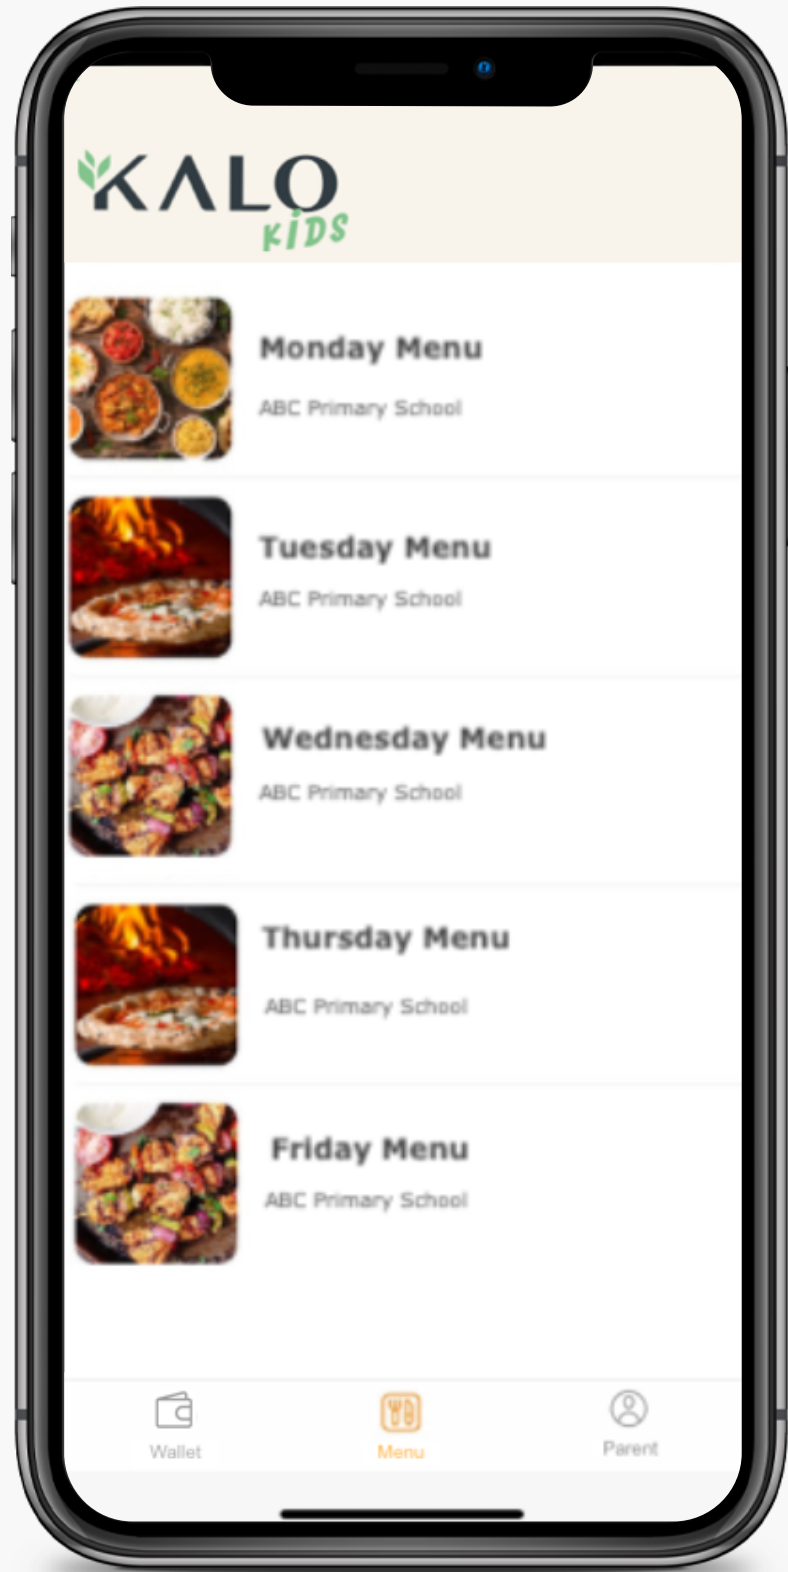 KALO
KiDS
Monday Menu
ABC Primary School
Tuesday Menu
ABC Primary School
Wednesday Menu
ABC Primary School
Thursday Menu
ABC Primary School
Friday Menu
ABC Primary School
Wallet
Menu
Parent